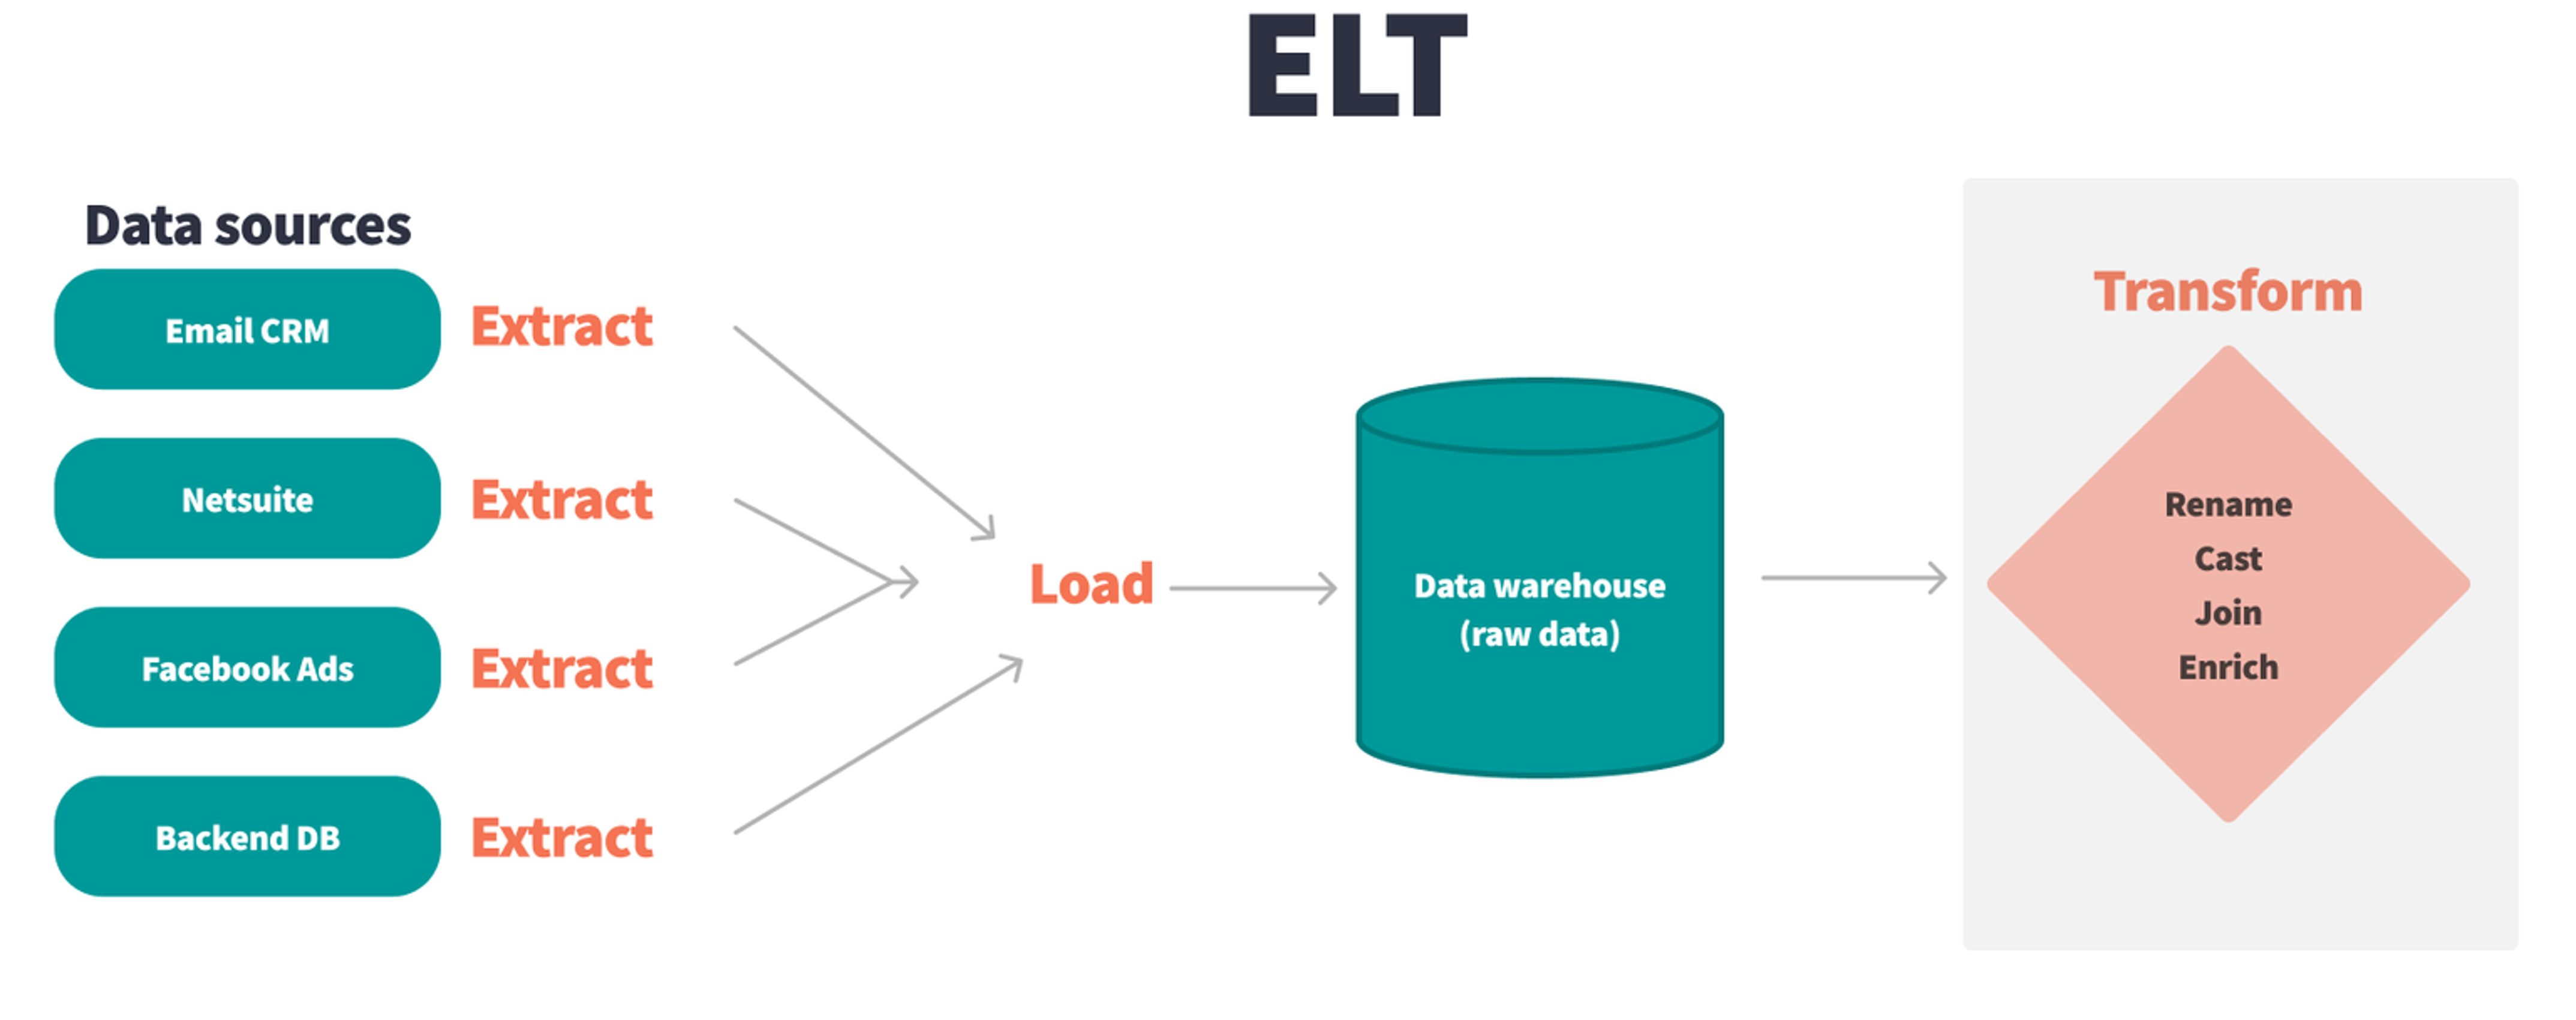 ELT
Data sources
Email CRM
Extract
Netsuite
Extract
Facebook Ads
Extract
Backend DB
Extract
Load
Data warehouse
(raw data)
Transform
Rename
Cast
Join
Enrich